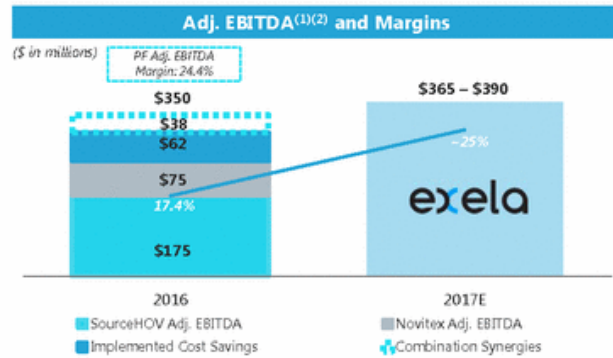 Adj. EBITDA(1)(2) and Margins
($ in millions)
PF Adj. EBITDA
Margin: 24.4%
$350
$365 – $390
$38
$62
~25%
$75
exela
17.4%
$175
2016
2017E
SourceHOV Adj. EBITDA
Novitex Adj. EBITDA
Implemented Cost Savings
Combination Synergies